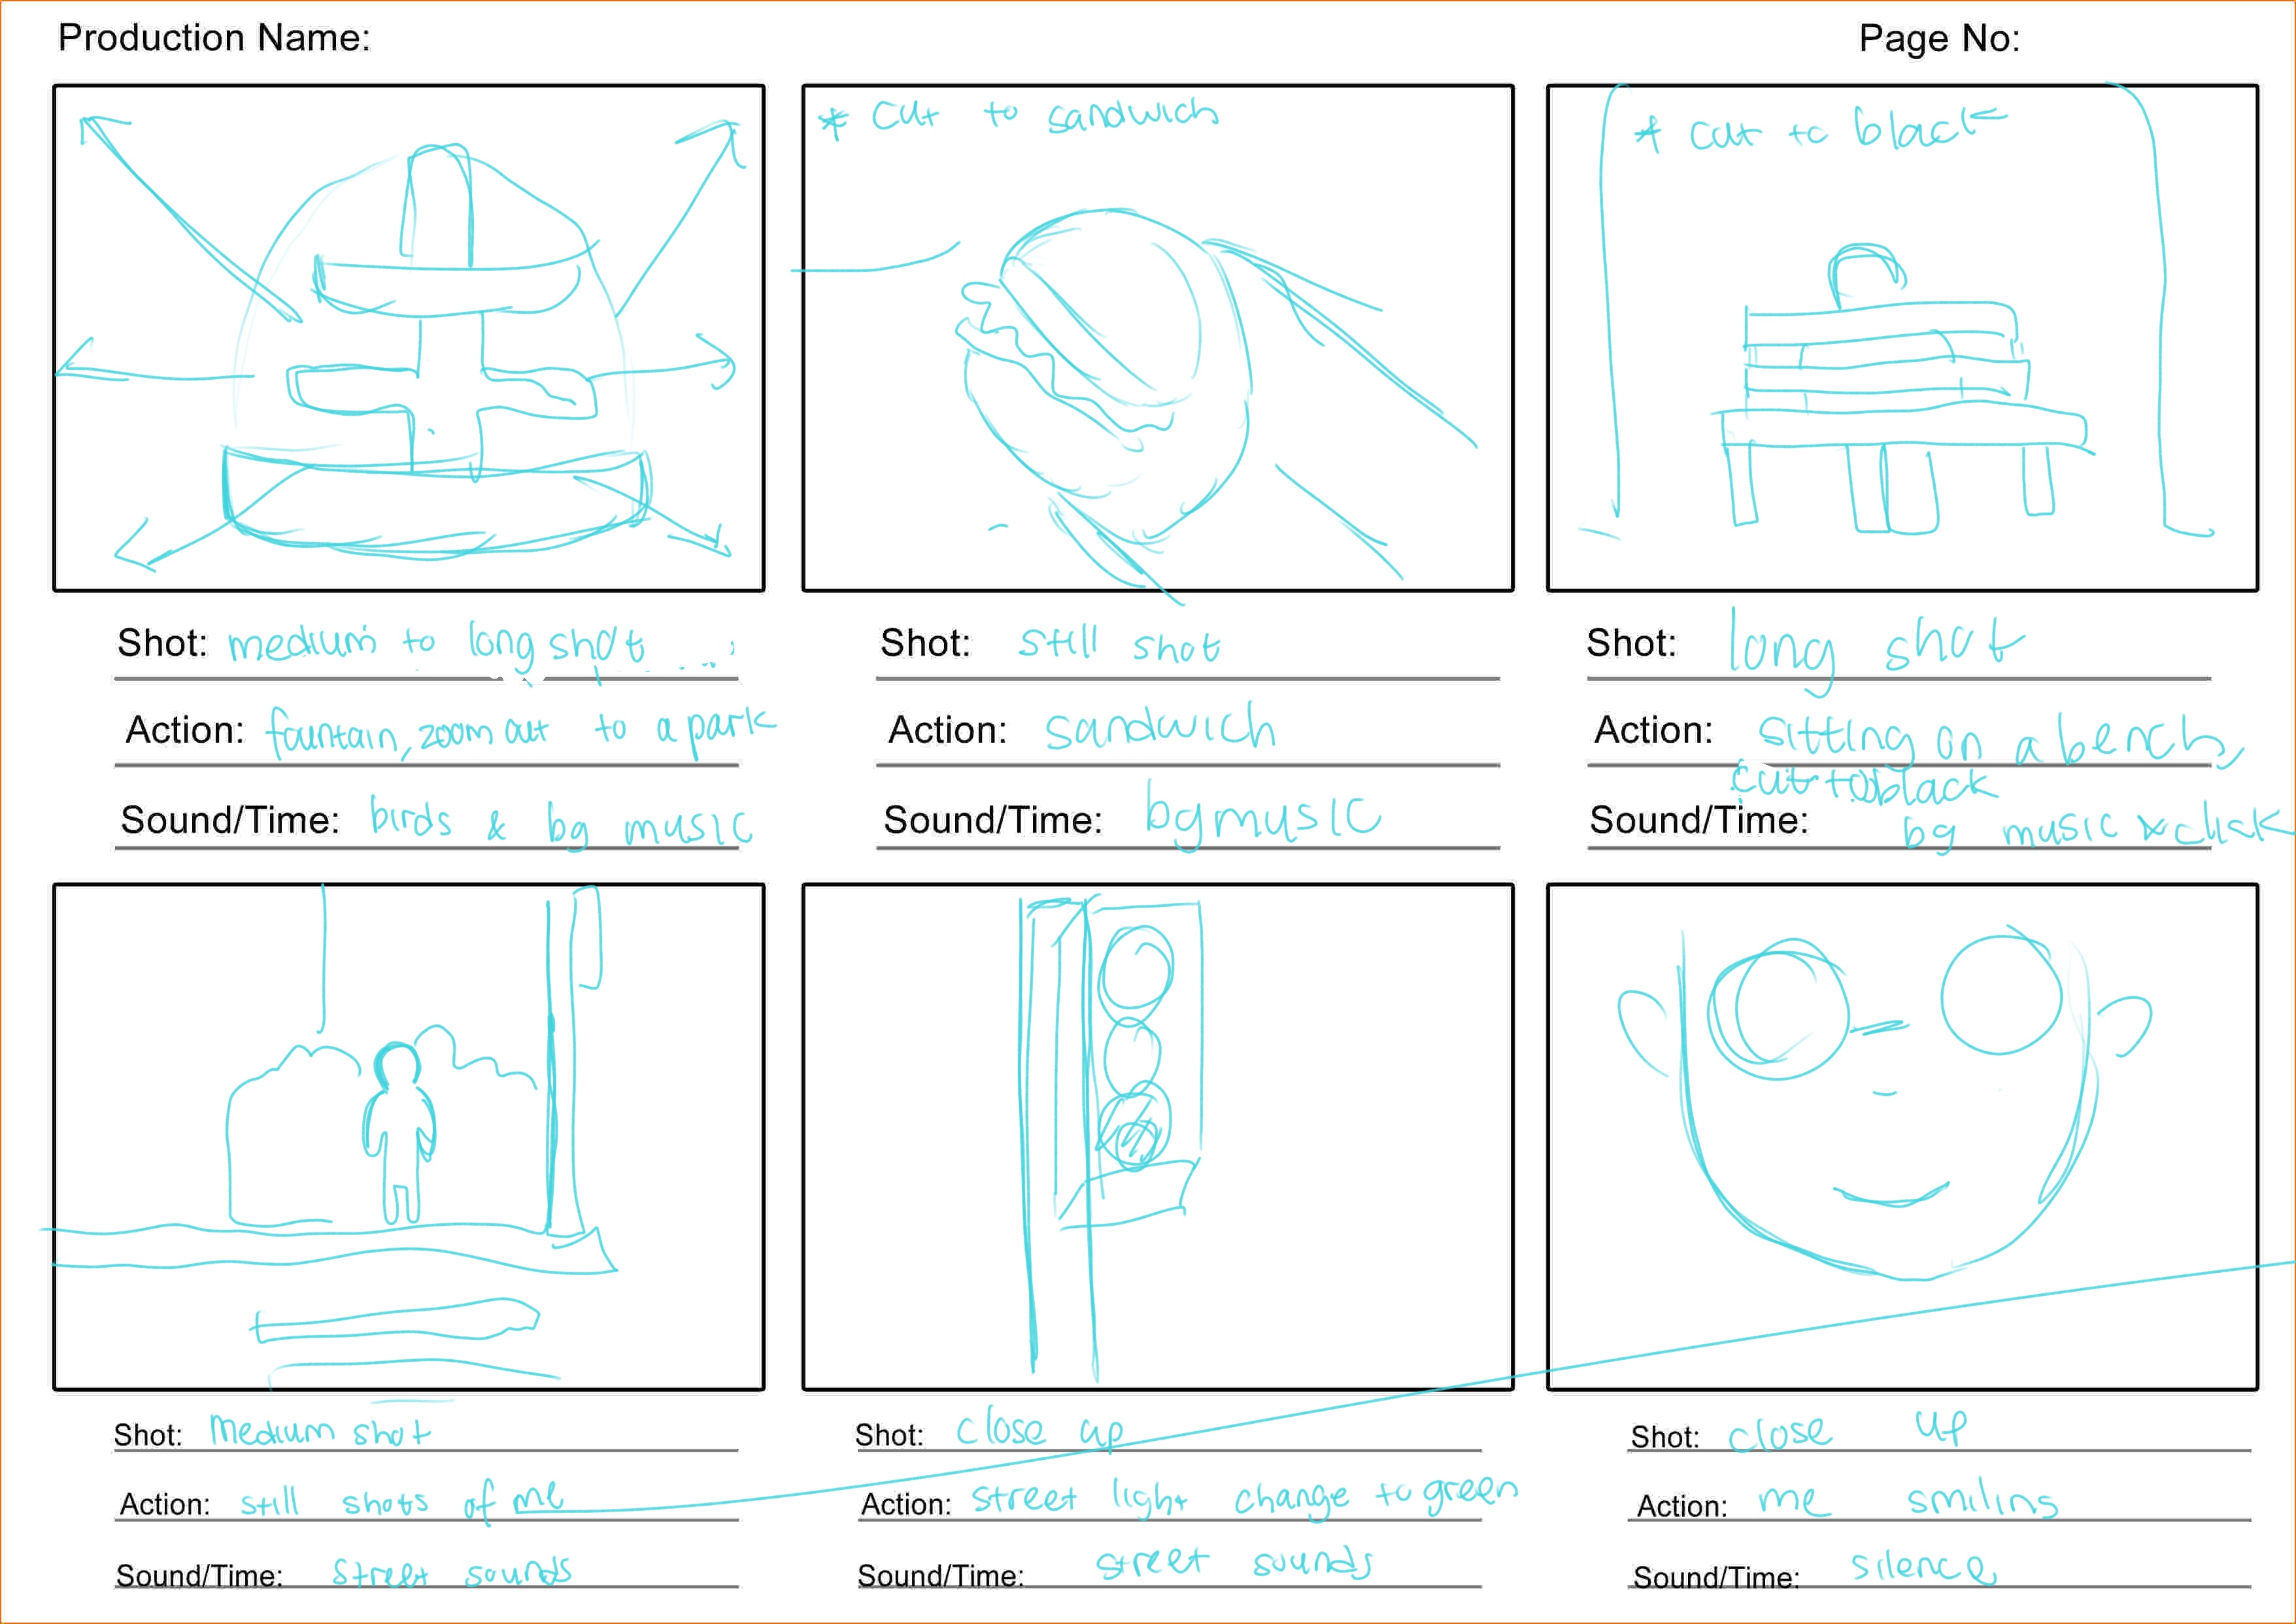 Production Name:
Page No:
* cut to sandwich
* cut to black
Shot: medium to long shot
Action: fountain, zoom out to a park
Sound/Time: birds & bg music
Shot: still shot
Action: sandwich
Sound/Time: bg music
Shot: long shot
Action: sitting on a bench,
cut to black
Sound/Time: bg music x click
Shot: medium shot
Action: still shots of me
Sound/Time: street sounds
Shot: close up
Action: street light change to green
Sound/Time: street sounds
Shot: close up
Action: me smiling
Sound/Time: silence